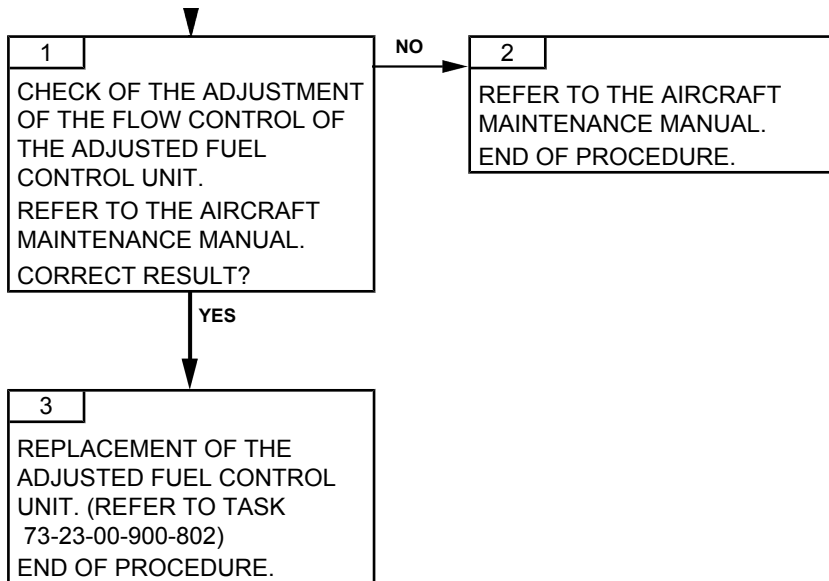 1
CHECK OF THE ADJUSTMENT
OF THE FLOW CONTROL OF
THE ADJUSTED FUEL
CONTROL UNIT.
REFER TO THE AIRCRAFT
MAINTENANCE MANUAL.
CORRECT RESULT?
NO
2
REFER TO THE AIRCRAFT
MAINTENANCE MANUAL.
END OF PROCEDURE.
YES
3
REPLACEMENT OF THE
ADJUSTED FUEL CONTROL
UNIT. (REFER TO TASK
73-23-00-900-802)
END OF PROCEDURE.